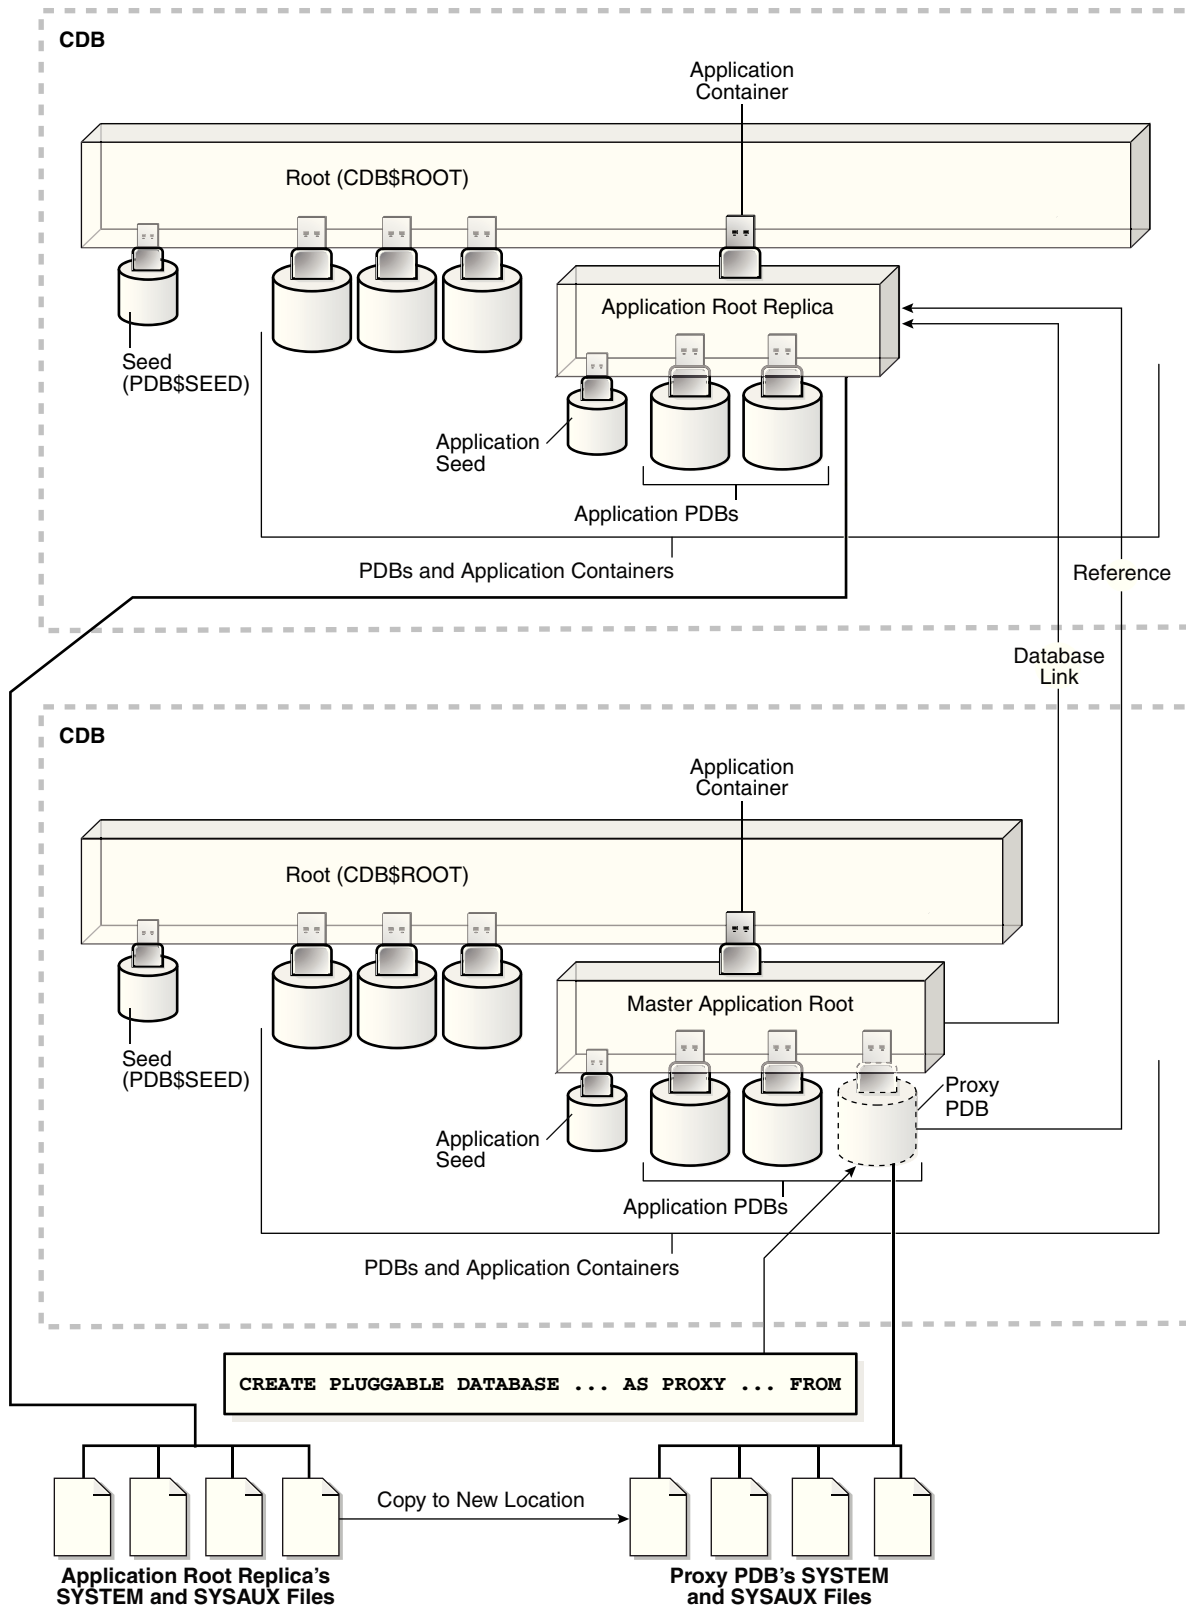 CDB
Application
Container
Root (CDB$ROOT)
Application Root Replica
Seed
(PDB$SEED)
Application
Seed
Application PDBs
PDBs and Application Containers
Reference
Database
Link
CDB
Application
Container
Root (CDB$ROOT)
Master Application Root
Seed
(PDB$SEED)
Proxy
PDB
Application
Seed
Application PDBs
PDBs and Application Containers
CREATE PLUGGABLE DATABASE ... AS PROXY ... FROM
Copy to New Location
Application Root Replica's
SYSTEM and SYSAUX Files
Proxy PDB's SYSTEM
and SYSAUX Files